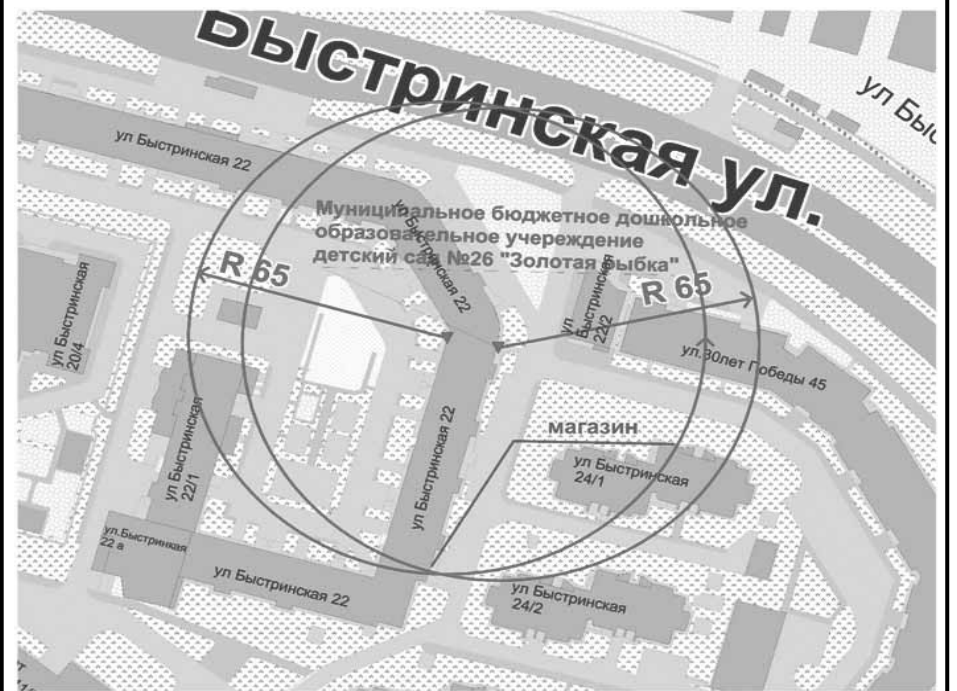 Быстринская ул.
ул Быс
ул Быстринская 22
Муниципальное бюджетное дошкольное
образовательное учереждение
детский сад №26 "Золотая рыбка"
ул Быстринская 22
R 65
R 65
ул Быстринская
20/4
ул
Быстринская
22/2
ул.30лет Победы 45
магазин
ул Быстринская
22/1
ул Быстринская 22
ул Быстринская
24/1
ул.Быстринкая
22 а
ул Быстринская 22
ул Быстринская
24/2